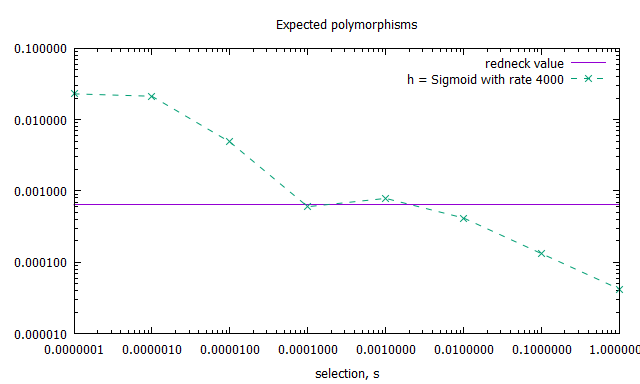 Expected polymorphisms
redneck value
h = Sigmoid with rate 4000
0.100000
0.010000
0.001000
0.000100
0.000010
0.0000001 0.0000010 0.0000100 0.0001000 0.0010000 0.0100000 0.1000000 1.000000
selection, s